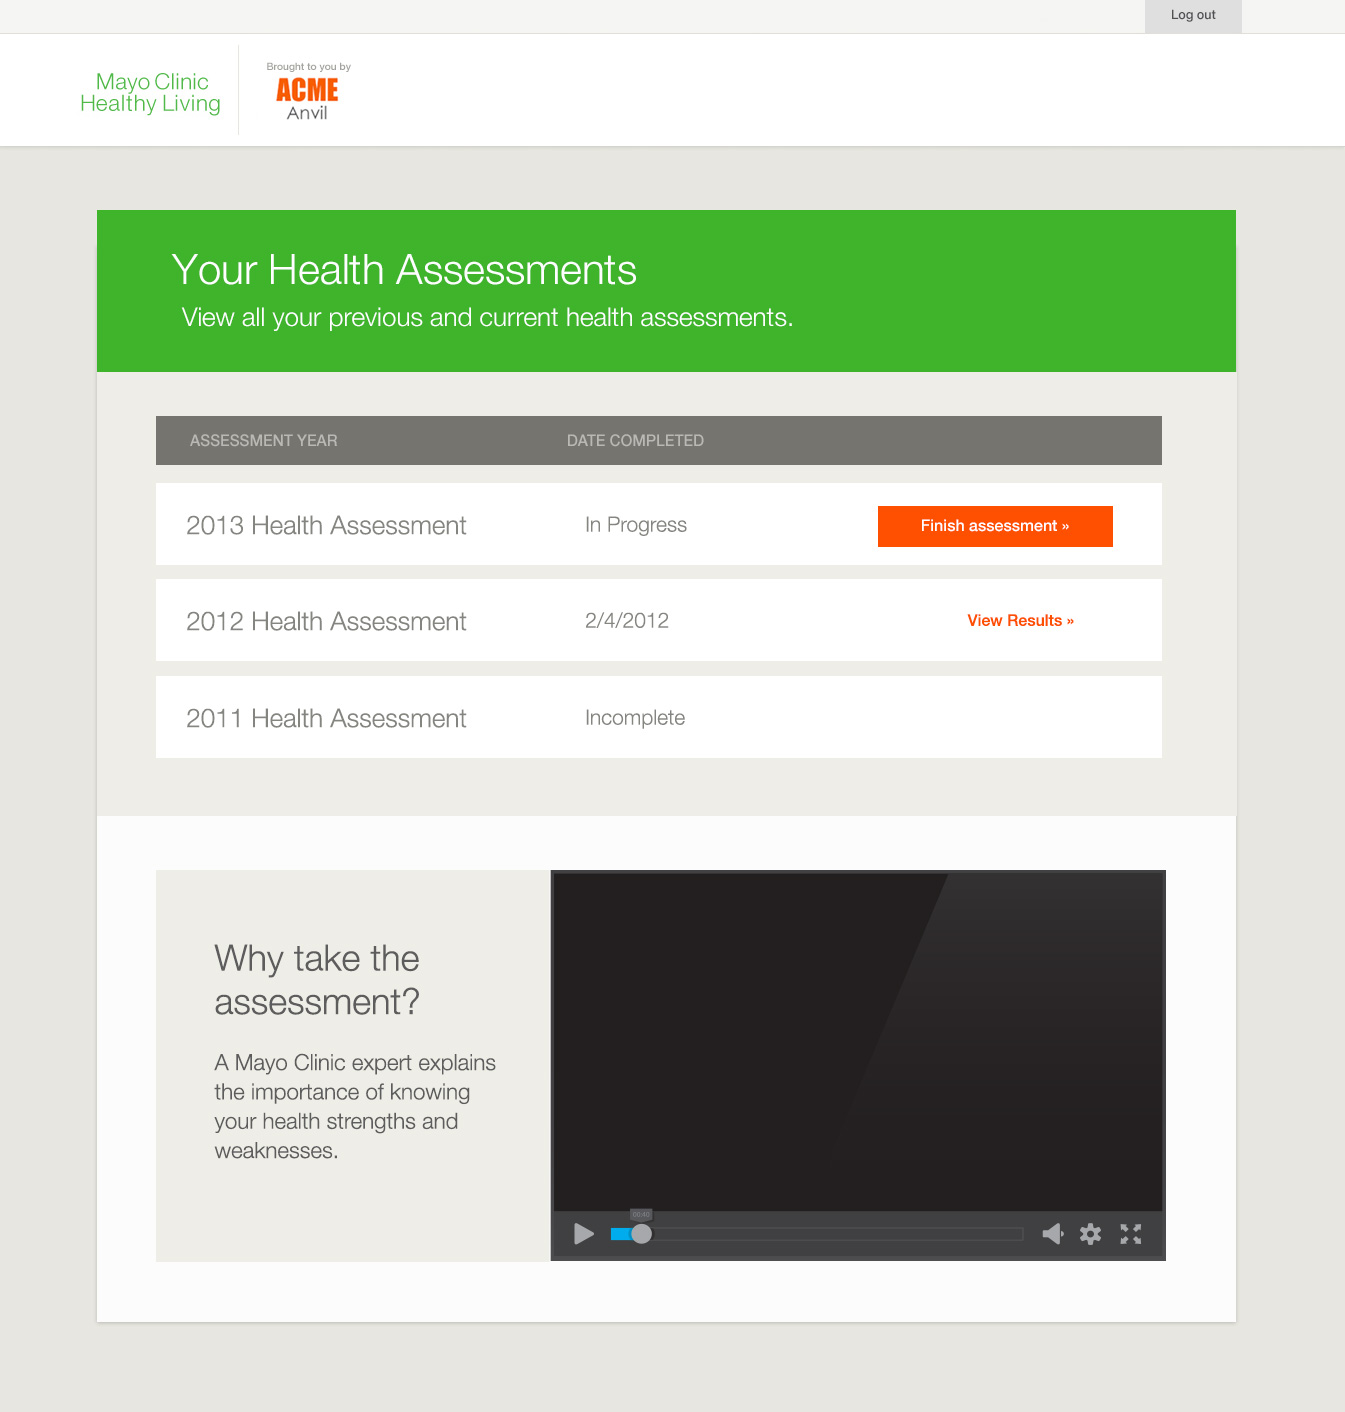 Log out
Mayo Clinic
Healthy Living
Brought to you by
ACME
Anvil
Your Health Assessments
View all your previous and current health assessments.
ASSESSMENT YEAR DATE COMPLETED
2013 Health Assessment In Progress Finish assessment »
2012 Health Assessment 2/4/2012 View Results »
2011 Health Assessment Incomplete
Why take the
assessment?
A Mayo Clinic expert explains
the importance of knowing
your health strengths and
weaknesses.